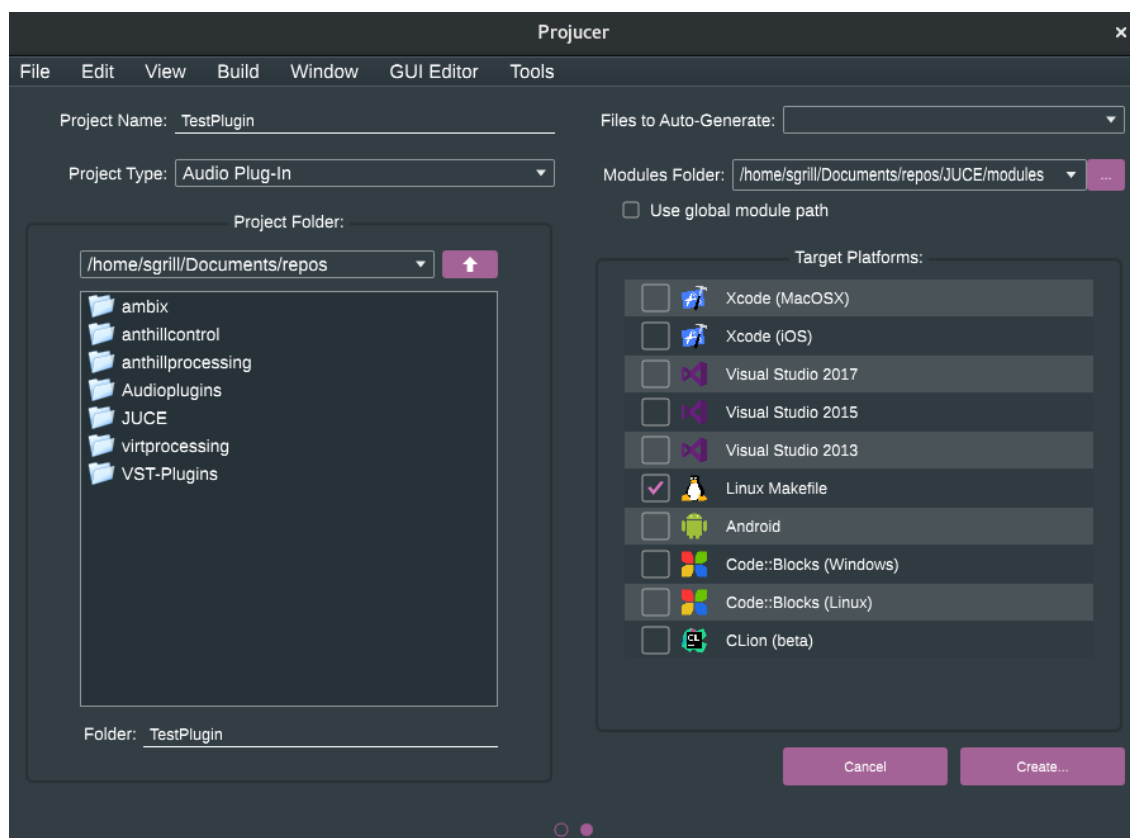 Projucer ×
File Edit View Build Window GUI Editor Tools
Project Name: TestPlugin
Project Type: Audio Plug-In
Project Folder:
/home/sgrill/Documents/repos
ambix
anthillcontrol
anthillprocessing
Audioplugins
JUCE
virtprocessing
VST-Plugins
Folder: TestPlugin
Files to Auto-Generate:
Modules Folder: /home/sgrill/Documents/repos/JUCE/modules ...
Use global module path
Target Platforms:
Xcode (MacOSX)
Xcode (iOS)
Visual Studio 2017
Visual Studio 2015
Visual Studio 2013
Linux Makefile
Android
Code::Blocks (Windows)
Code::Blocks (Linux)
CL CLion (beta)
Cancel Create...